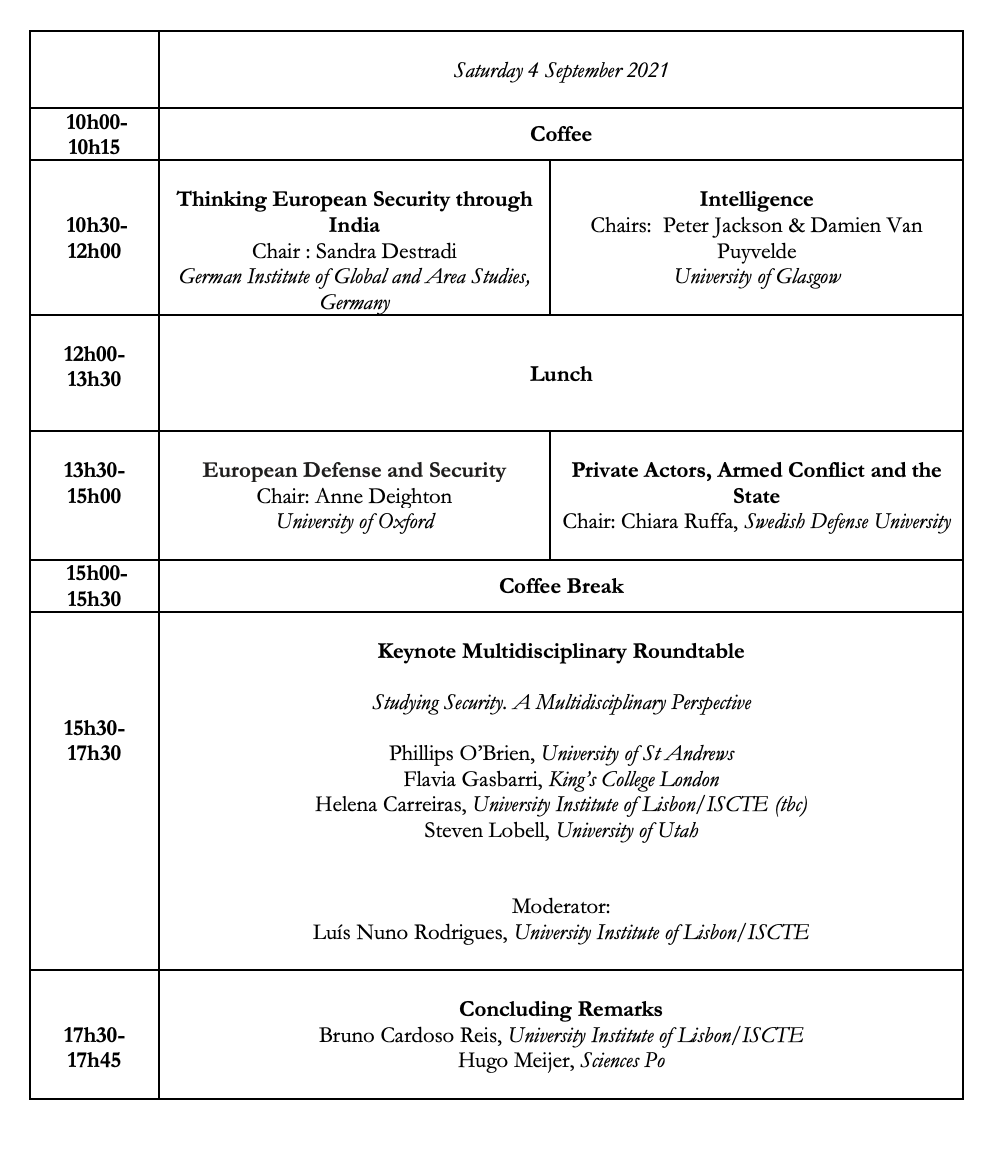 Saturday 4 September 2021
10h00-
10h15
Coffee
10h30-
12h00
Thinking European Security through
India
Chair : Sandra Destradi
German Institute of Global and Area Studies,
Germany
Intelligence
Chairs:  Peter Jackson & Damien Van
Puyvelde
University of Glasgow
12h00-
13h30
Lunch
13h30-
15h00
European Defense and Security
Chair: Anne Deighton
University of Oxford
Private Actors, Armed Conflict and the
State
Chair: Chiara Ruffa, Swedish Defense University
15h00-
15h30
Coffee Break
15h30-
17h30
Keynote Multidisciplinary Roundtable
Studying Security. A Multidisciplinary Perspective
Phillips O’Brien, University of St Andrews
Flavia Gasbarri, King’s College London
Helena Carreiras, University Institute of Lisbon/ISCTE (tbc)
Steven Lobell, University of Utah
Moderator:
Luís Nuno Rodrigues, University Institute of Lisbon/ISCTE
17h30-
17h45
Concluding Remarks
Bruno Cardoso Reis, University Institute of Lisbon/ISCTE
Hugo Meijer, Sciences Po